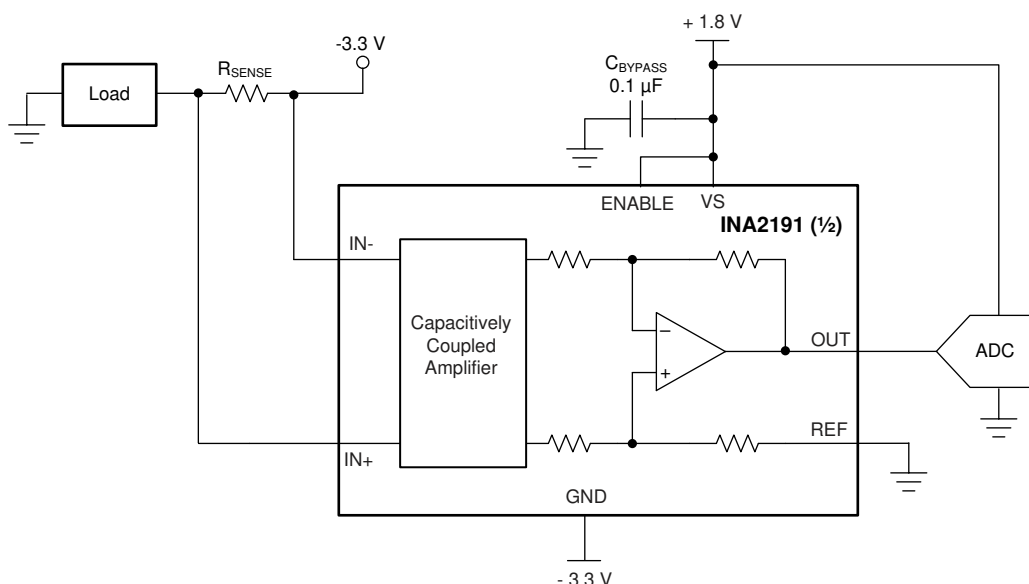 + 1.8 V
-3.3 V
C_BYPASS
0.1 µF
R_SENSE
Load
ENABLE
VS
INA2191 (½)
IN-
Capacitively
Coupled
Amplifier
−
+
OUT
ADC
REF
IN+
GND
- 3.3 V